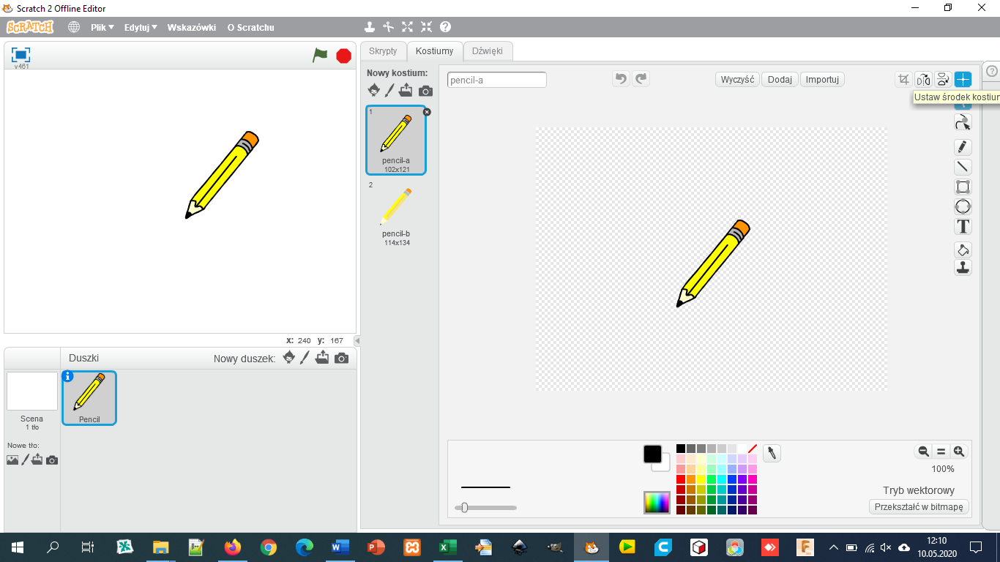 Scratch 2 Offline Editor
SCRATCH
Plik
Edytuj
Wskazówki
O Scratchu
v461
Skrypty
Kostiumy
Dźwięki
Nowy kostium:
pencil-a
Wyczyść
Dodaj
Importuj
Ustaw środek kostiur
1
pencil-a
102x121
2
pencil-b
114x134
T
x: 240 y: 167
Duszki
Nowy duszek:
Scena
1 tło
Pencil
Nowe tło:
100%
Tryb wektorowy
Przekształć w bitmapę
12:10
10.05.2020